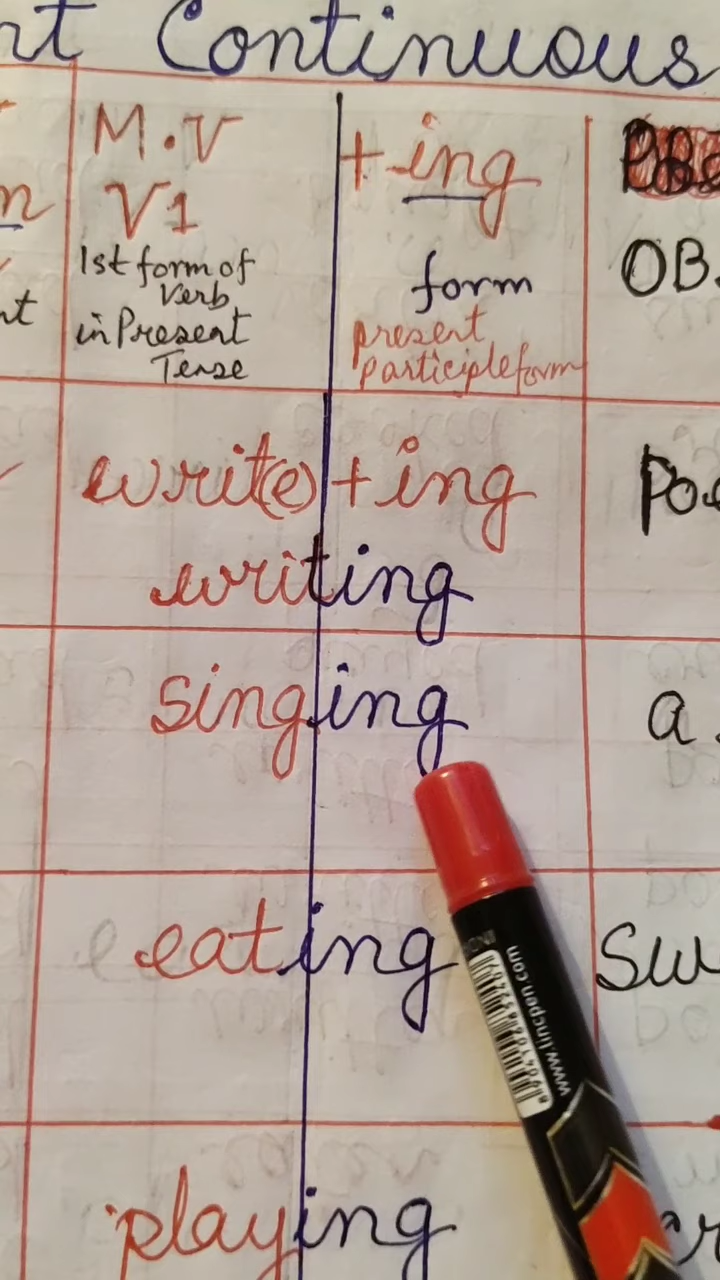 Continuous
M.V
V1
1st form of
Verb
in Present
Tense
+ing
form
present
participle form
OB.
write(e) +ing
writing
singing
a
eating
playing
www.lincpen.com